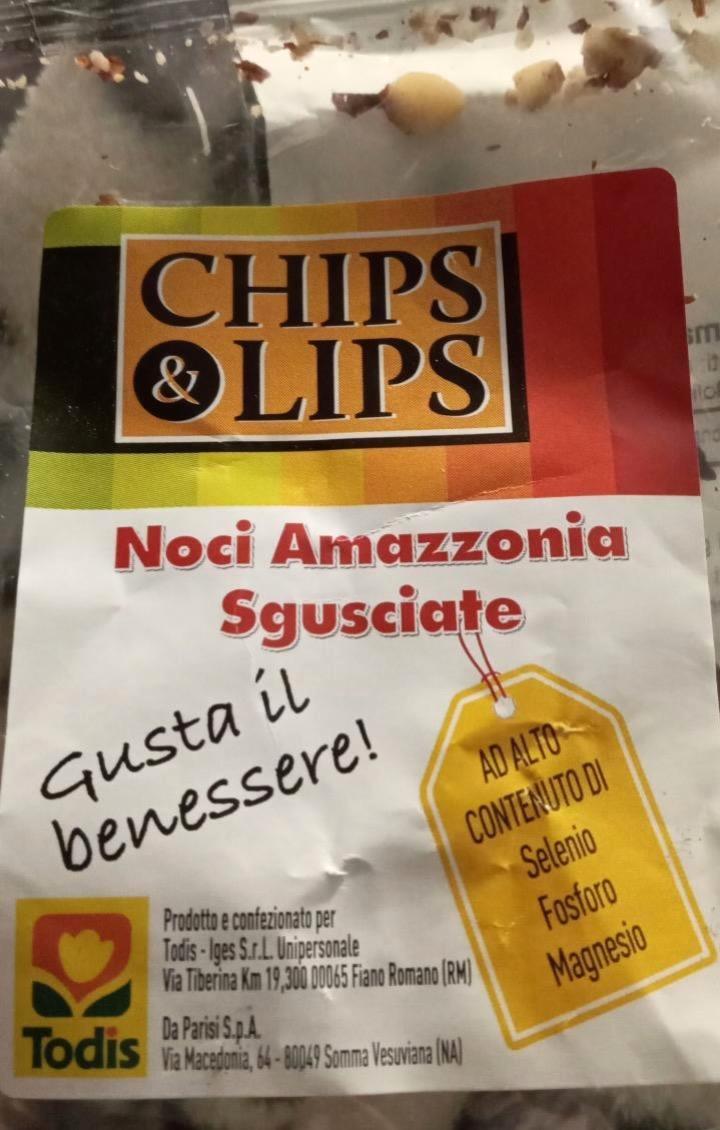 CHIPS
& LIPS
Noci Amazzonia
Sgusciate
Gusta il
benessere!
AD ALTO
CONTENUTO DI
Selenio
Fosforo
Magnesio
Prodotto e confezionato per
Todis - Iges S.r.L. Unipersonale
Via Tiberina Km 19,300 00065 Fiano Romano (RM)
Da Parisi S.p.A.
Via Macedonia, 64 - 80049 Somma Vesuviana (NA)
Todis